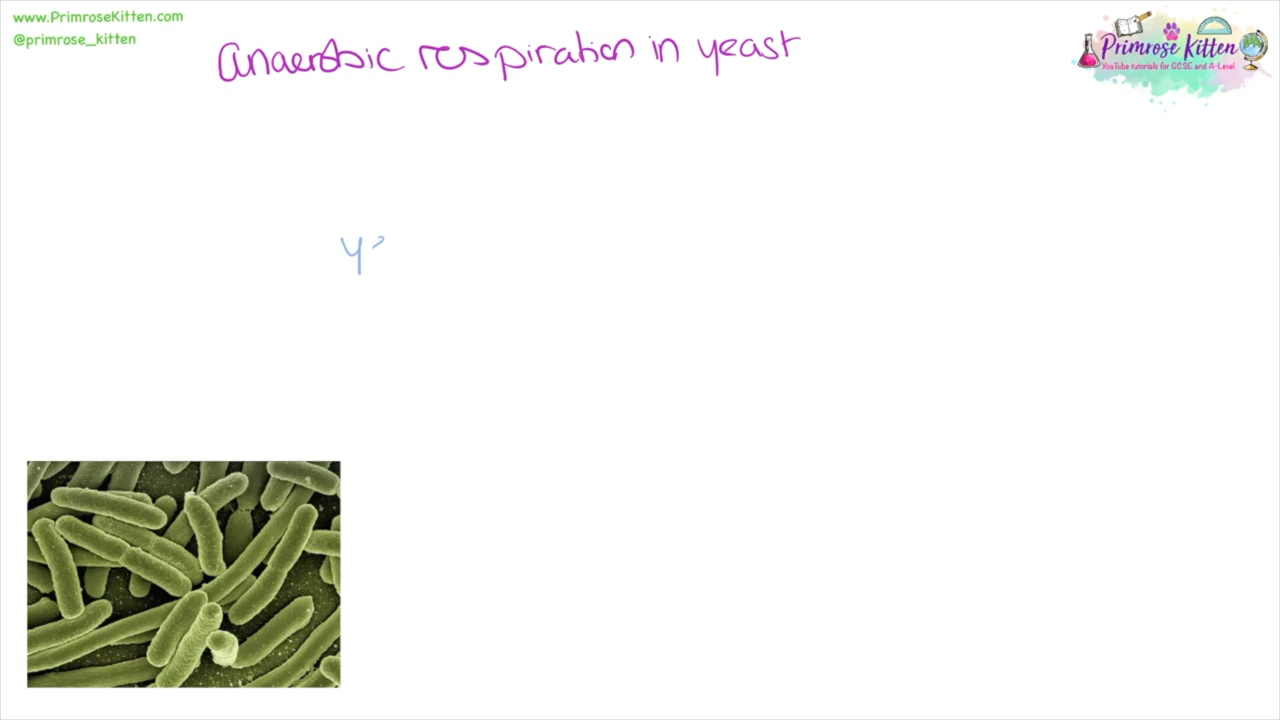 www.PrimroseKitten.com
@primrose_kitten
Anaerobic respiration in yeast
Primrose Kitten
YouTube tutorials for GCSE and A-Level